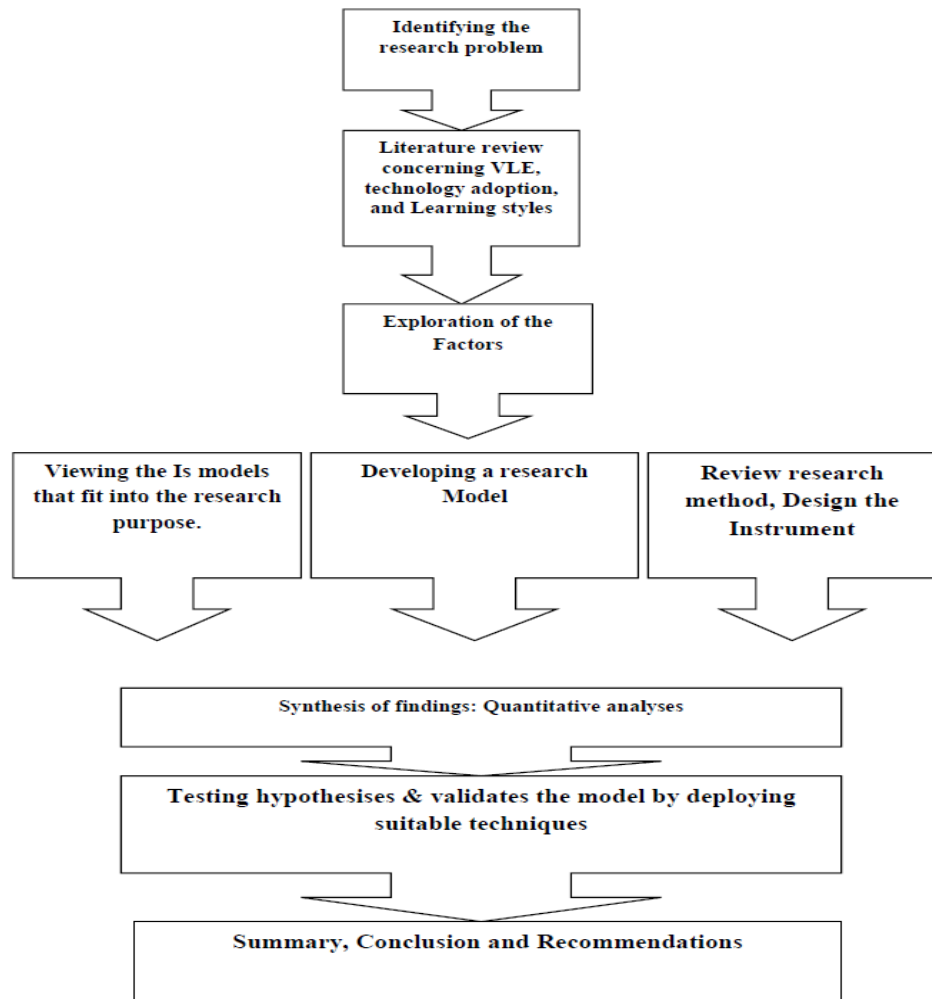 Identifying the
research problem
Literature review
concerning VLE,
technology adoption,
and Learning styles
Exploration of the
Factors
Viewing the Is models
that fit into the research
purpose.
Developing a research
Model
Review research
method, Design the
Instrument
Synthesis of findings: Quantitative analyses
Testing hypothesises & validates the model by deploying
suitable techniques
Summary, Conclusion and Recommendations